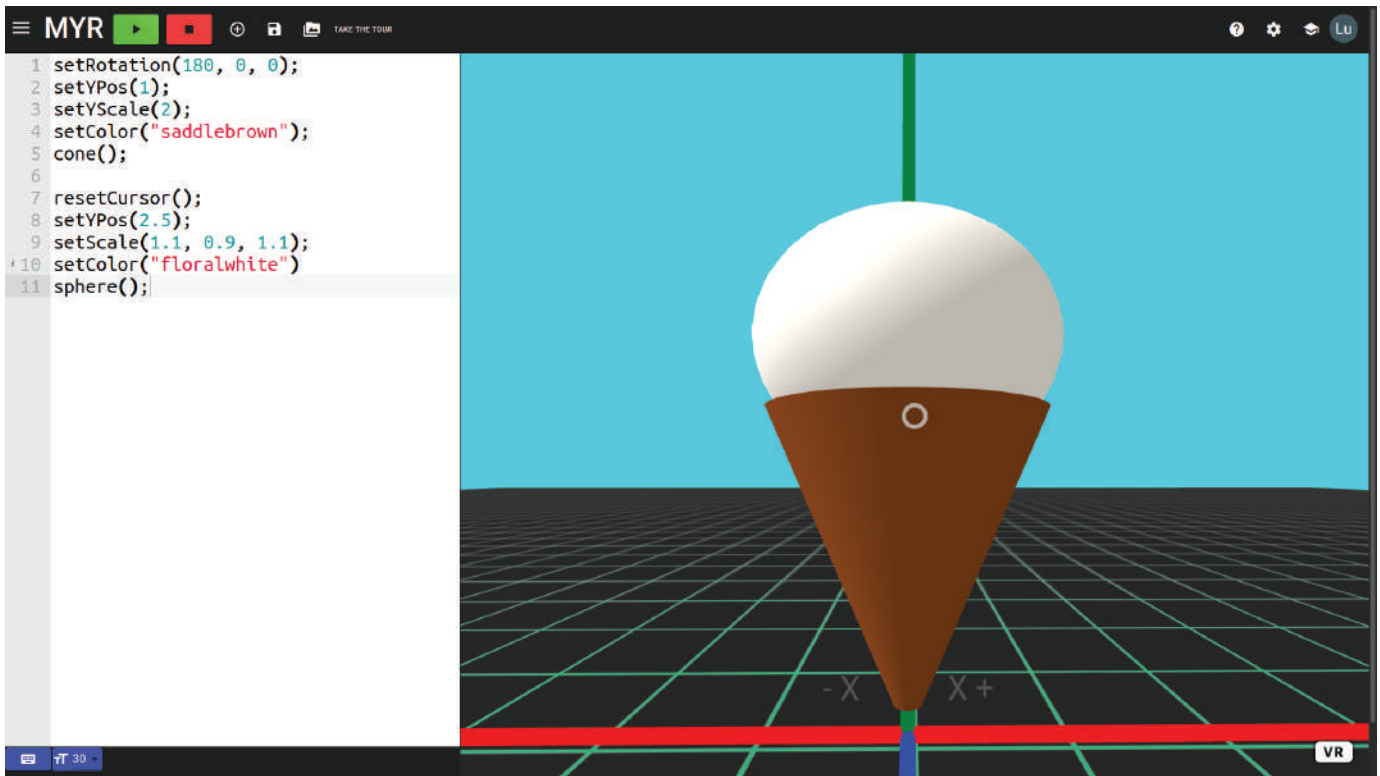 MYR TAKE THE TOUR Lu
1 setRotation(180, 0, 0);
2 setYPos(1);
3 setYScale(2);
4 setColor("saddlebrown");
5 cone();
6
7 resetCursor();
8 setYPos(2.5);
9 setScale(1.1, 0.9, 1.1);
10 setColor("floralwhite")
11 sphere();
-X X+
VR
TT 30